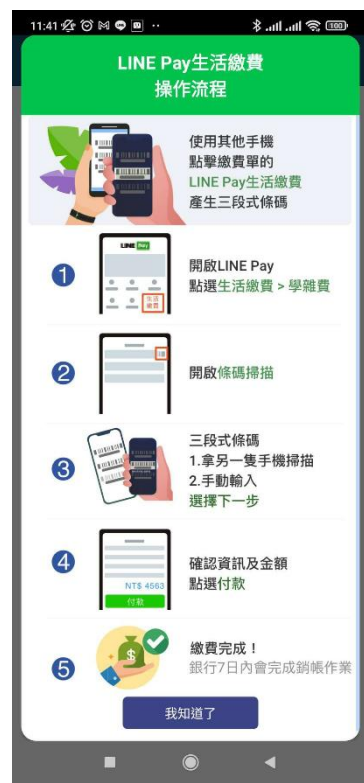 11:41
100
LINE Pay生活繳費
操作流程
使用其他手機
點擊繳費單的
LINE Pay生活繳費
產生三段式條碼
1
LINE Pay
生活
繳費
開啟LINE Pay
點選生活繳費 > 學雜費
2
開啟條碼掃描
3
三段式條碼
1.拿另一隻手機掃描
2.手動輸入
選擇下一步
4
NT$ 4563
付款
確認資訊及金額
點選付款
5
$
繳費完成！
銀行7日內會完成銷帳作業
我知道了